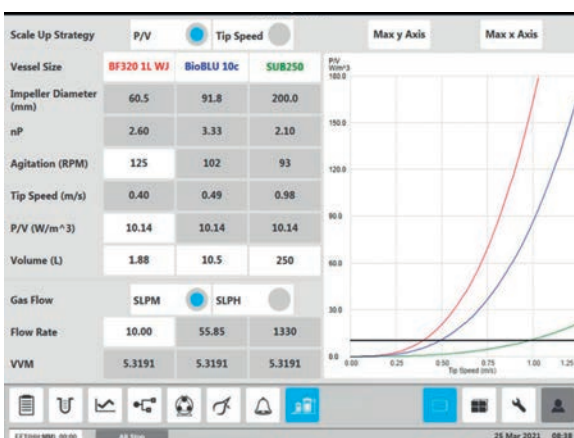 Scale Up Strategy P/V Tip Speed Max y Axis Max x Axis
Vessel Size BF320 1L WJ BioBLU 10c SUB250
Impeller Diameter (mm) 60.5 91.8 200.0
nP 2.60 3.33 2.10
Agitation (RPM) 125 102 93
Tip Speed (m/s) 0.40 0.49 0.98
P/V (W/m^3) 10.14 10.14 10.14
Volume (L) 1.88 10.5 250
Gas Flow SLPM SLPH
Flow Rate 10.00 55.85 1330
VVM 5.3191 5.3191 5.3191
P/V
W/m^3
180.0
150.0
120.0
90.0
60.0
30.0
0.0
0.00 0.25 0.50 0.75 1.00 1.25
Tip Speed (m/s)
25 Mar 2021 08:38